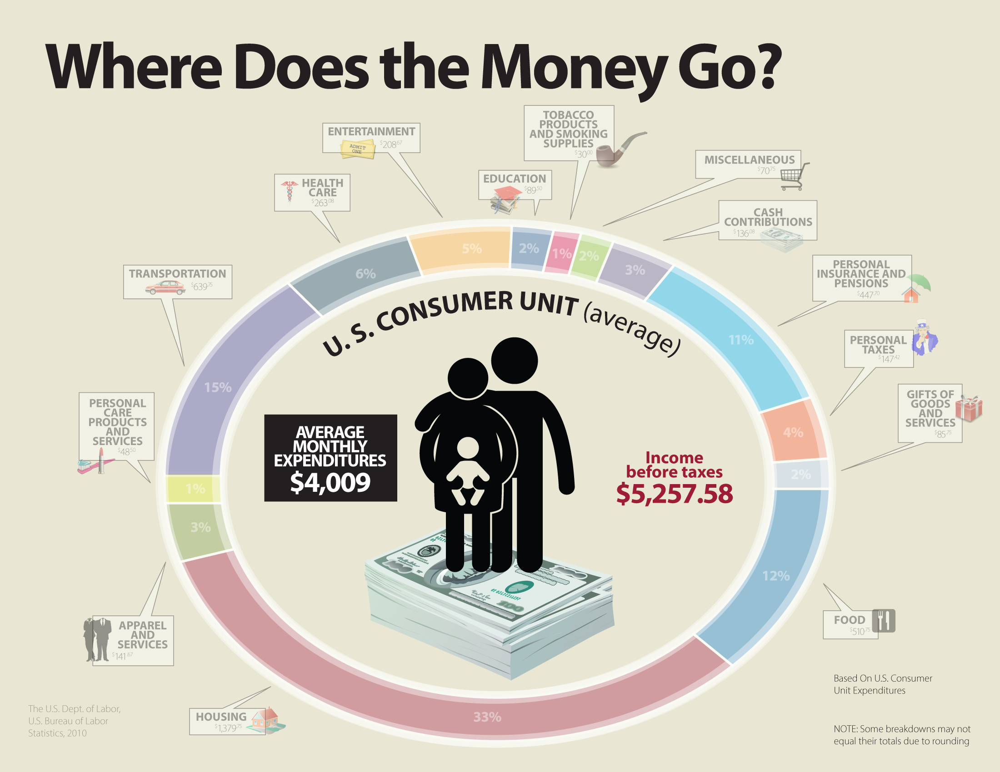 Where Does the Money Go?
TOBACCO
PRODUCTS
AND SMOKING
SUPPLIES
$30.00
ENTERTAINMENT
ADMIT
ONE
$208.67
MISCELLANEOUS
$70.75
HEALTH
CARE
$263.08
EDUCATION
$89.50
CASH
CONTRIBUTIONS
$136.08
TRANSPORTATION
$639.75
PERSONAL
INSURANCE AND
PENSIONS
$447.70
PERSONAL
TAXES
$147.42
GIFTS OF
GOODS
AND
SERVICES
$85.75
PERSONAL
CARE
PRODUCTS
AND
SERVICES
$48.50
6%
5%
2%
1%
2%
3%
11%
15%
4%
2%
1%
3%
12%
33%
U. S. CONSUMER UNIT (average)
AVERAGE
MONTHLY
EXPENDITURES
$4,009
Income
before taxes
$5,257.58
100
APPAREL
AND
SERVICES
$141.67
FOOD
$510.75
HOUSING
$1,379.75
The U.S. Dept. of Labor,
U.S. Bureau of Labor
Statistics, 2010
Based On U.S. Consumer
Unit Expenditures
NOTE: Some breakdowns may not
equal their totals due to rounding